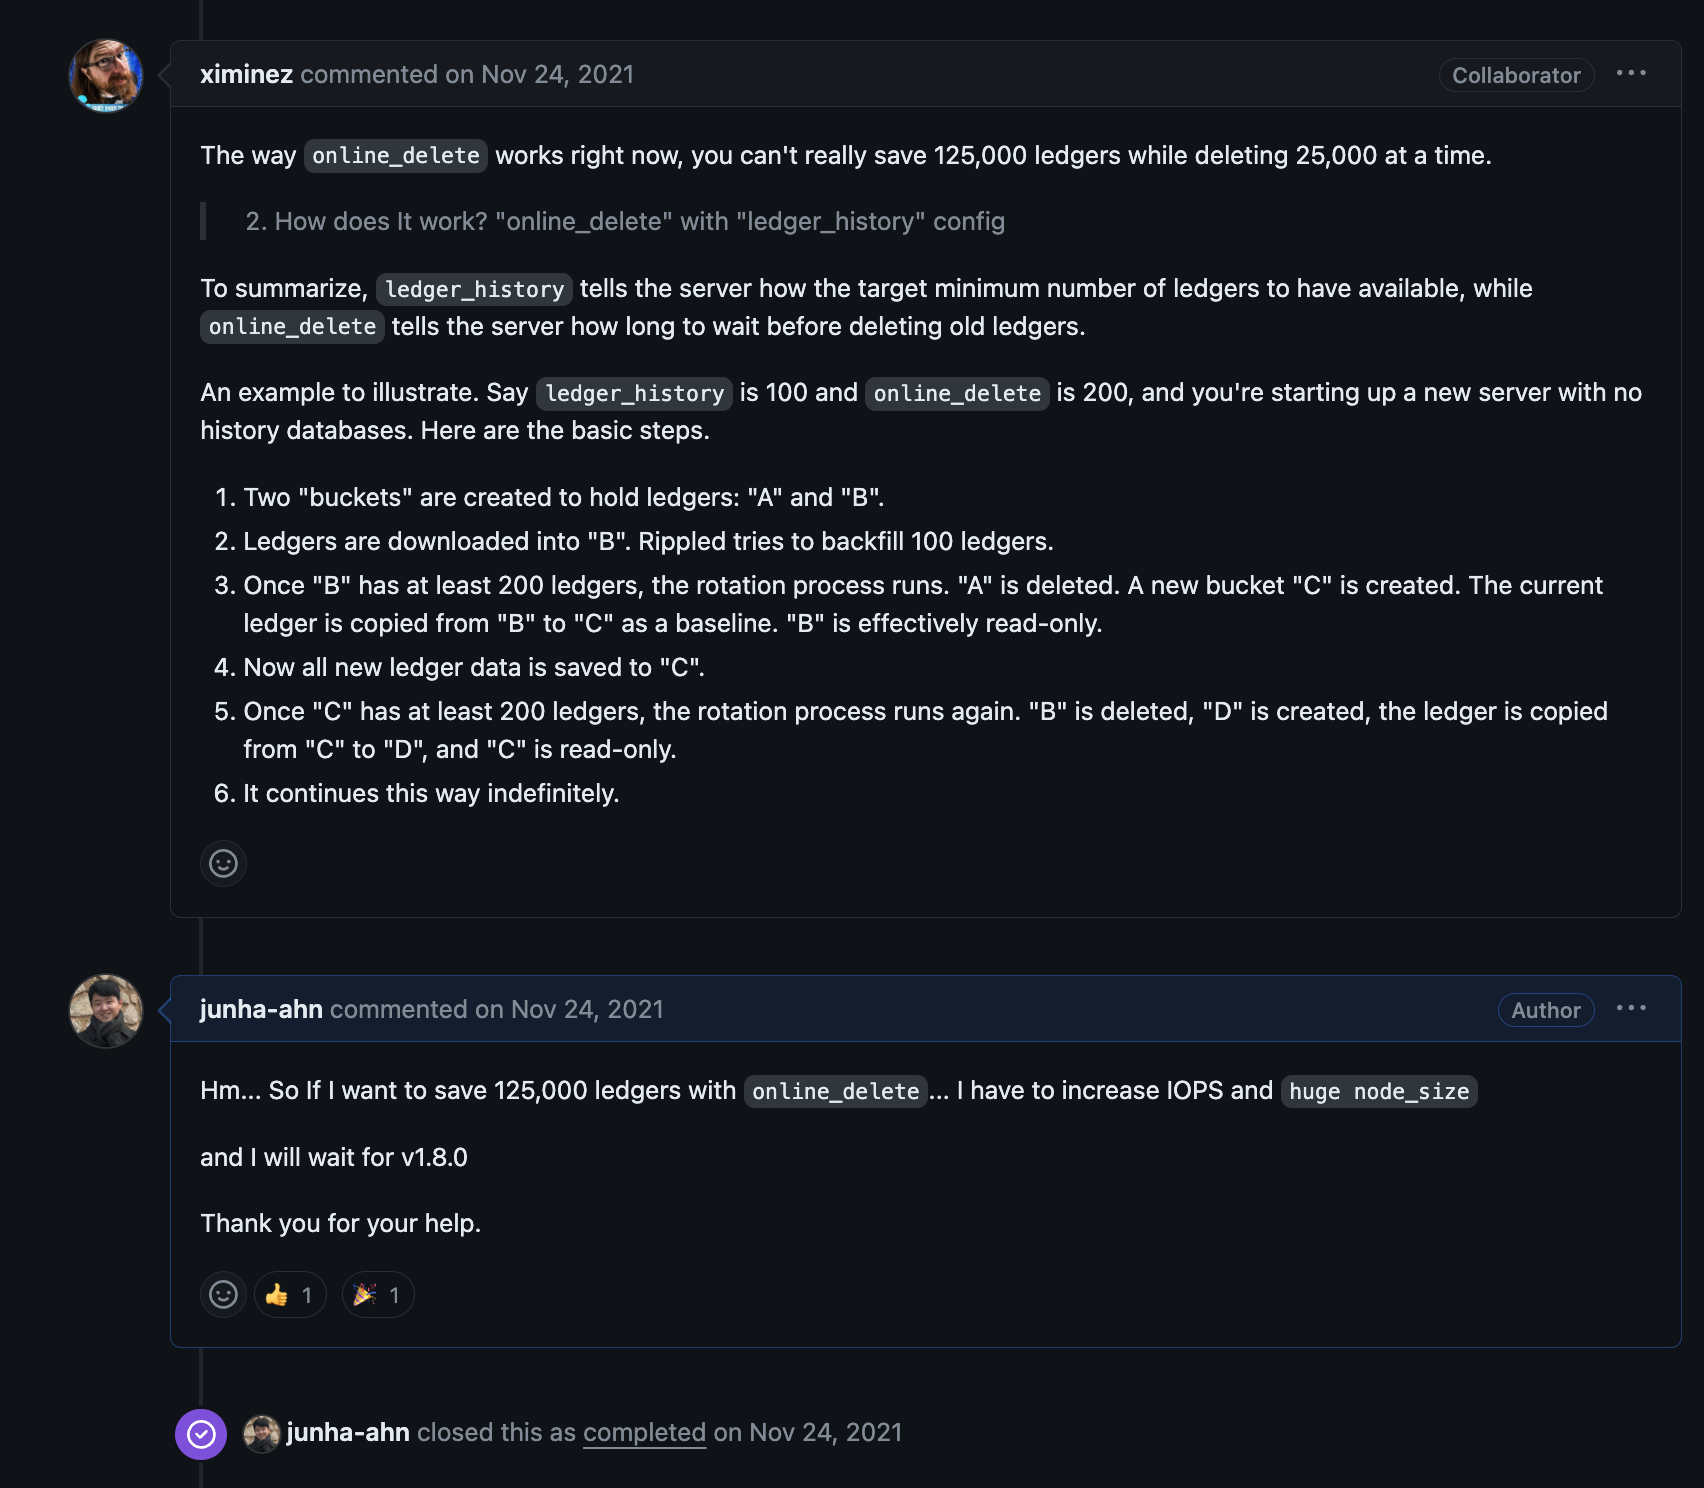 ximinez commented on Nov 24, 2021
Collaborator
The way online_delete works right now, you can't really save 125,000 ledgers while deleting 25,000 at a time.
2. How does It work? "online_delete" with "ledger_history" config
To summarize, ledger_history tells the server how the target minimum number of ledgers to have available, while
online_delete tells the server how long to wait before deleting old ledgers.
An example to illustrate. Say ledger_history is 100 and online_delete is 200, and you're starting up a new server with no
history databases. Here are the basic steps.
1. Two "buckets" are created to hold ledgers: "A" and "B".
2. Ledgers are downloaded into "B". Rippled tries to backfill 100 ledgers.
3. Once "B" has at least 200 ledgers, the rotation process runs. "A" is deleted. A new bucket "C" is created. The current
ledger is copied from "B" to "C" as a baseline. "B" is effectively read-only.
4. Now all new ledger data is saved to "C".
5. Once "C" has at least 200 ledgers, the rotation process runs again. "B" is deleted, "D" is created, the ledger is copied
from "C" to "D", and "C" is read-only.
6. It continues this way indefinitely.
junha-ahn commented on Nov 24, 2021
Author
Hm... So If I want to save 125,000 ledgers with online_delete... I have to increase IOPS and huge node_size
and I will wait for v1.8.0
Thank you for your help.
👍 1 🎉 1
junha-ahn closed this as completed on Nov 24, 2021